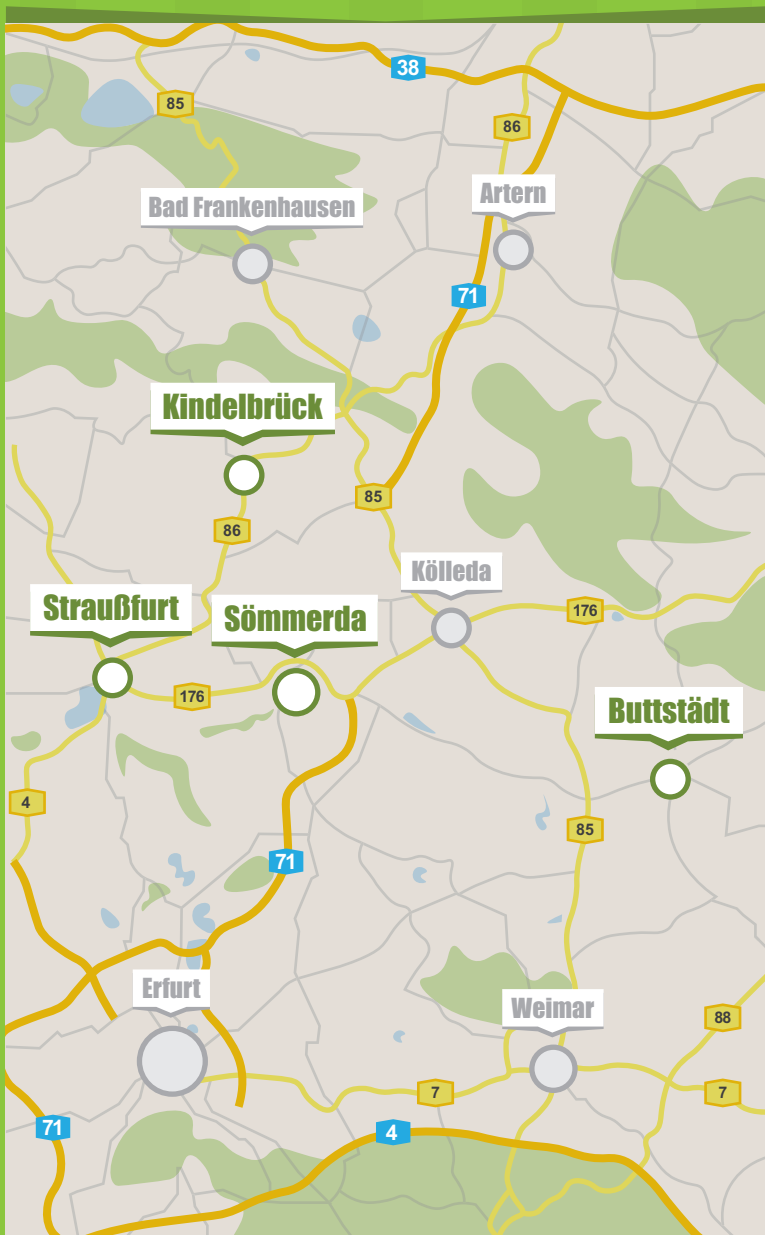 38
85
86
Artern
Bad Frankenhausen
71
Kindelbrück
85
86
Kölleda
Straußfurt
Sömmerda
176
176
Buttstädt
4
85
71
Erfurt
Weimar
88
7
7
71
4